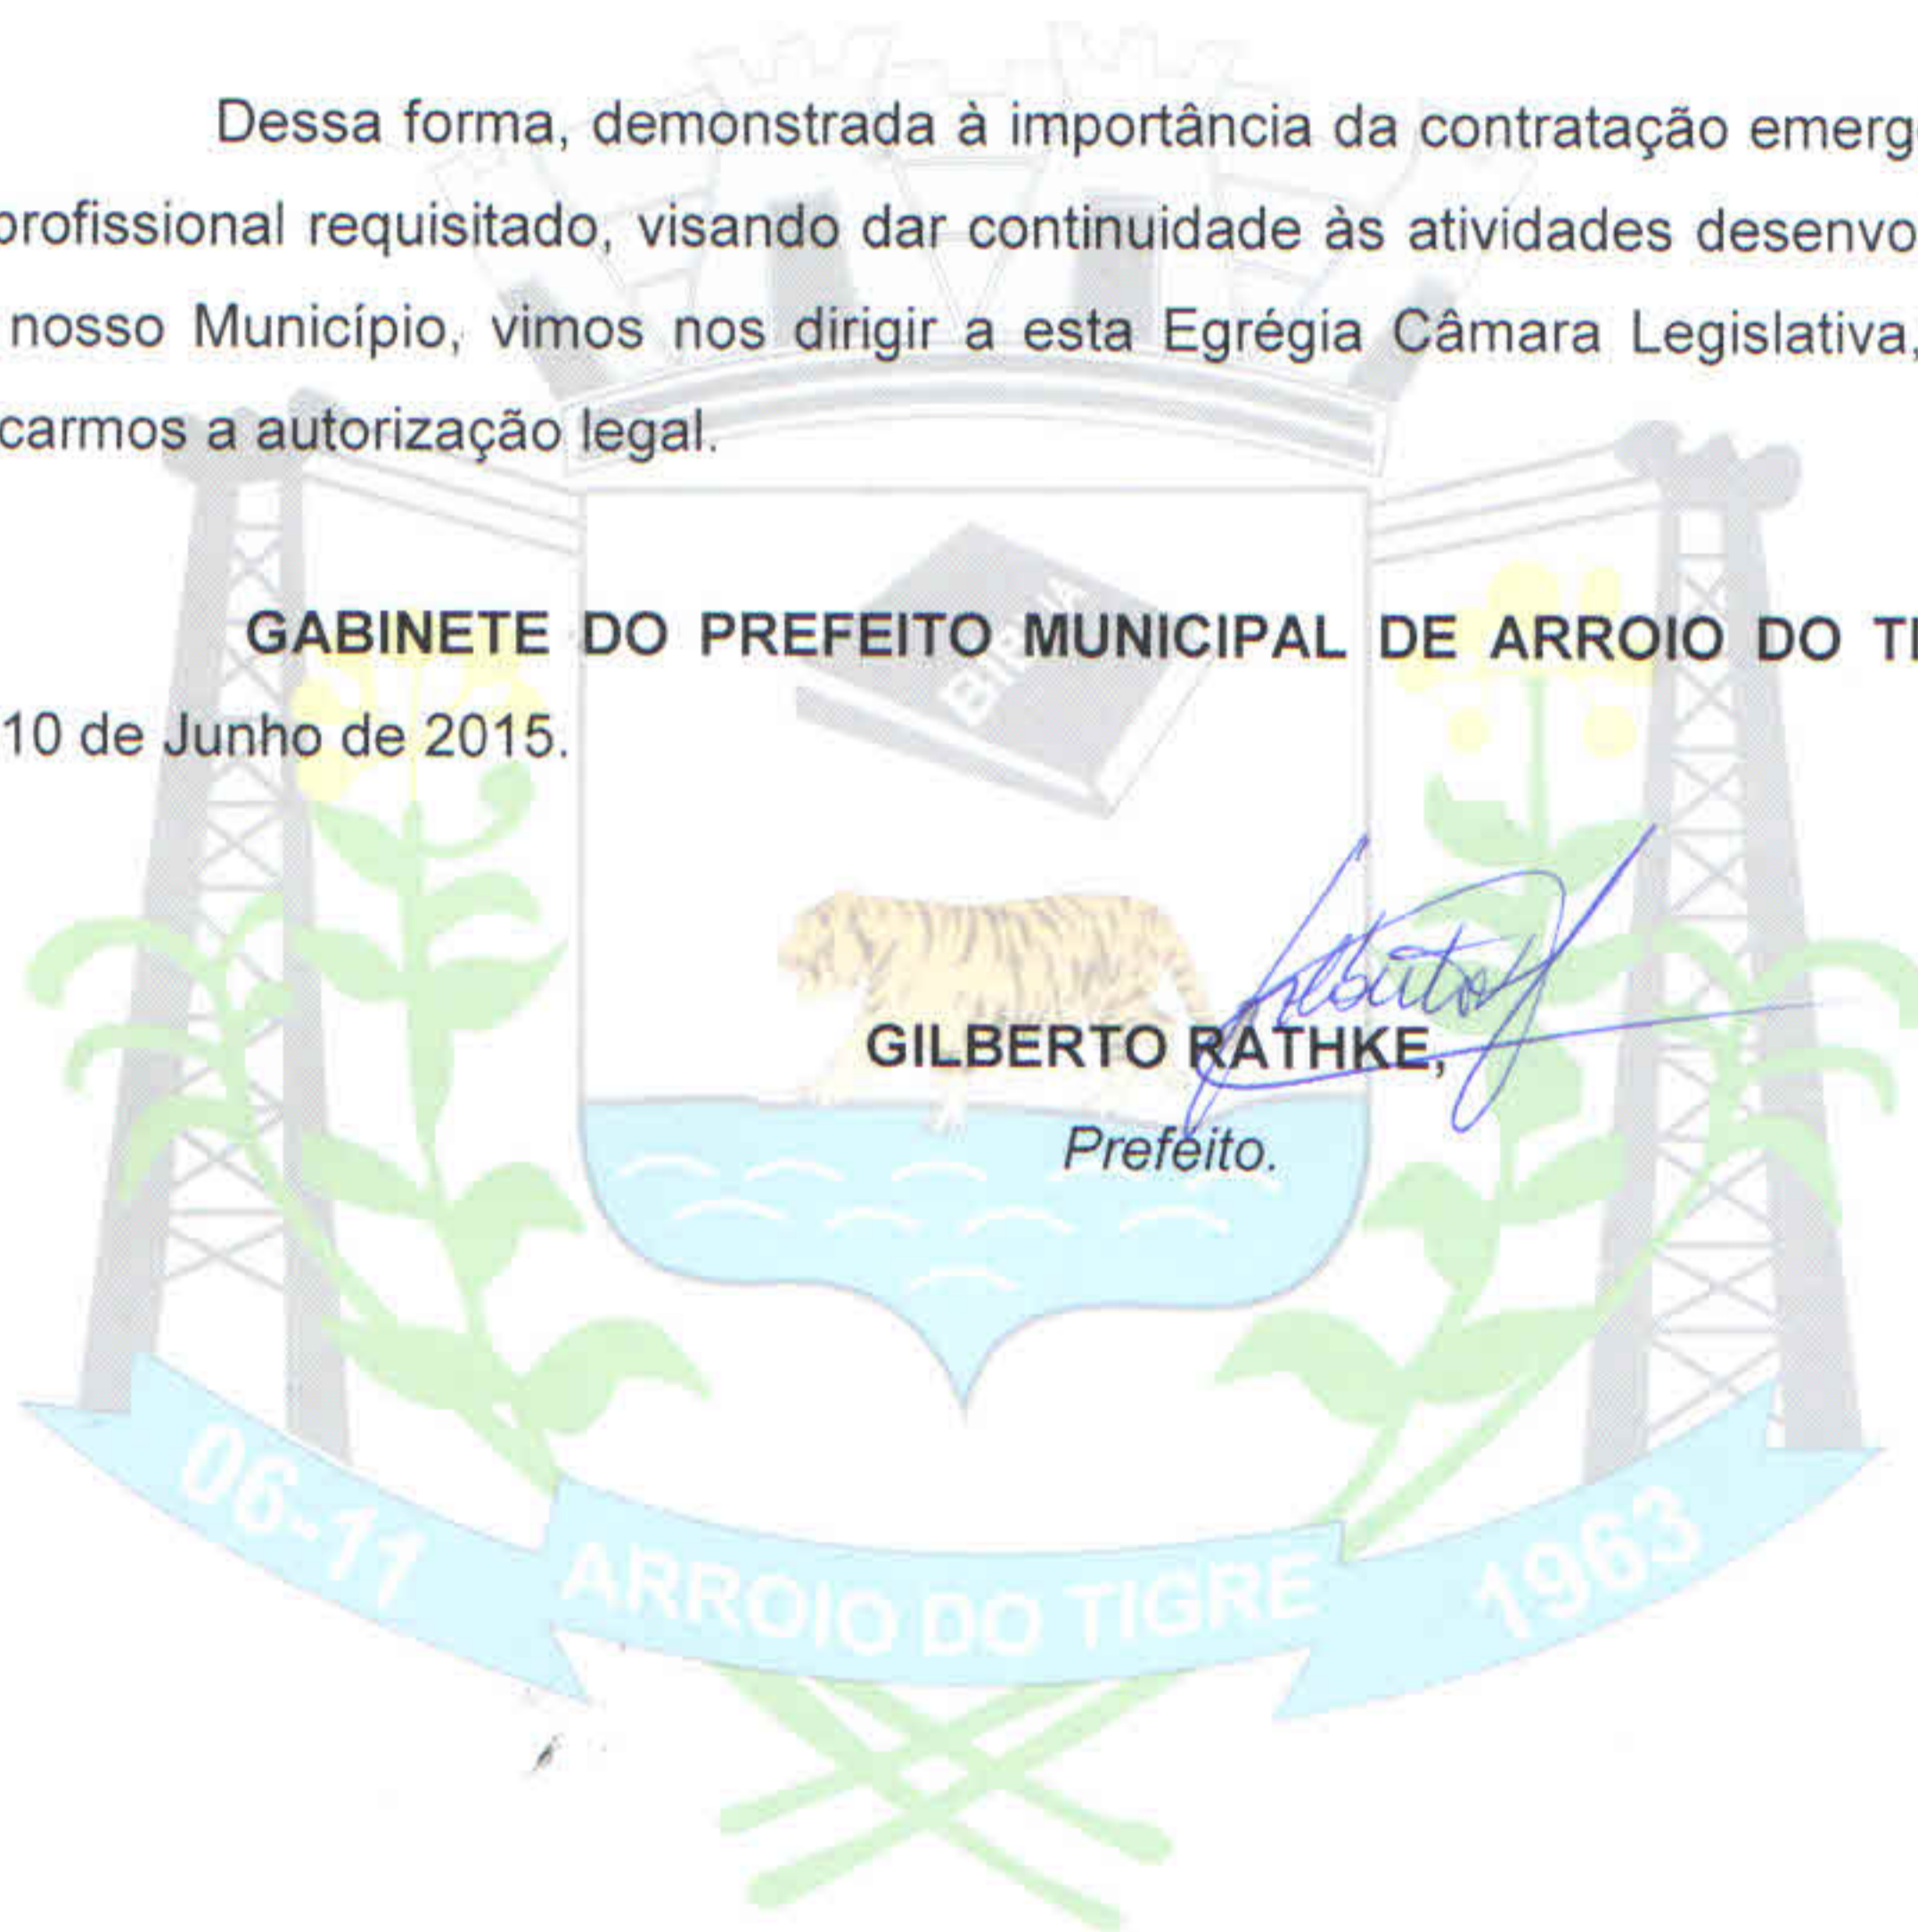 Dessa forma, demonstrada à importância da contratação emerg
profissional requisitado, visando dar continuidade às atividades desenvo
nosso Município, vimos nos dirigir a esta Egrégia Câmara Legislativa,
carmos a autorização legal.
GABINETE DO PREFEITO MUNICIPAL DE ARROIO DO TI
10 de Junho de 2015.
BÍBLIA
GILBERTO RATHKE,
Prefeito.
06-11
ARROIO DO TIGRE
1963